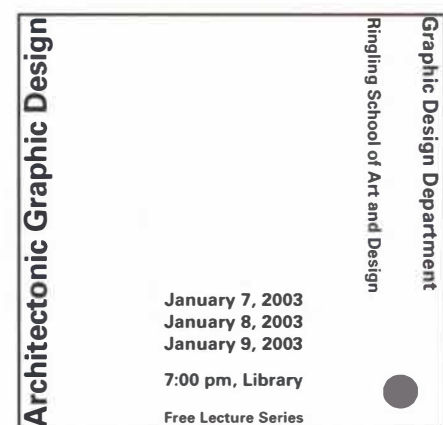 Architectonic Graphic Design
Graphic Design Department
Ringling School of Art and Design
January 7, 2003
January 8, 2003
January 9, 2003
7:00 pm, Library
Free Lecture Series